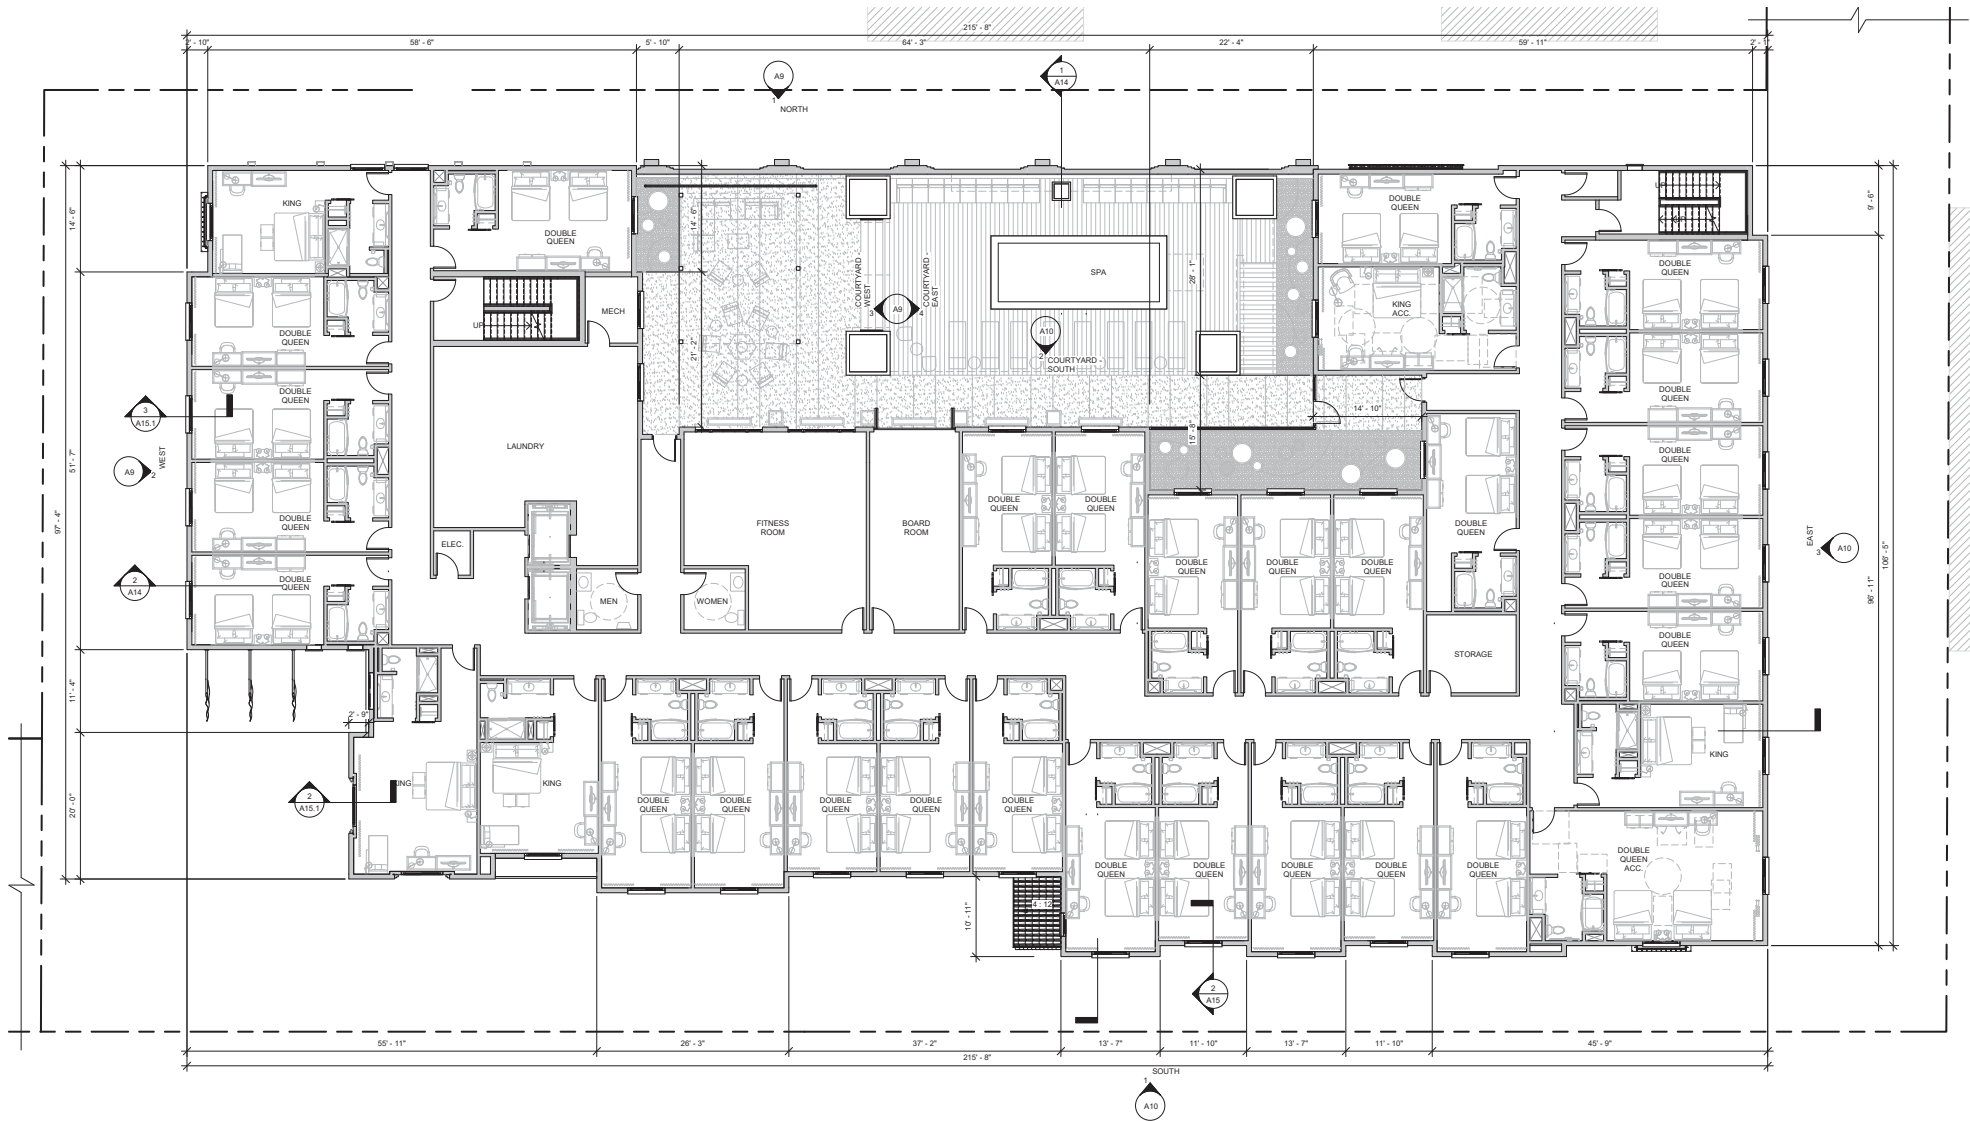 215' - 8"
2' - 10"
58' - 6"
5' - 10"
64' - 3"
22' - 4"
59' - 11"
2' - 1"
A9
1
NORTH
1
A14
KING
DOUBLE
QUEEN
14' - 6"
14' - 6"
COURTYARD -
WEST
COURTYARD -
EAST
3
A9
4
SPA
28' - 1"
DOUBLE
QUEEN
UP
UP
9' - 6"
DOUBLE
QUEEN
KING
ACC.
MECH
UP
DOUBLE
QUEEN
21' - 2"
A10
2
COURTYARD -
SOUTH
DOUBLE
QUEEN
DOUBLE
QUEEN
3
A15.1
14' - 10"
15' - 8"
LAUNDRY
WEST
A9
2
51' - 7"
97' - 4"
DOUBLE
QUEEN
DOUBLE
QUEEN
DOUBLE
QUEEN
DOUBLE
QUEEN
FITNESS
ROOM
BOARD
ROOM
DOUBLE
QUEEN
ELEC.
DOUBLE
QUEEN
DOUBLE
QUEEN
DOUBLE
QUEEN
EAST
A10
3
106' - 5"
96' - 11"
2
A14
DOUBLE
QUEEN
DOUBLE
QUEEN
MEN
WOMEN
DOUBLE
QUEEN
STORAGE
11' - 4"
2' - 9"
KING
KING
KING
20' - 0"
2
A15.1
DOUBLE
QUEEN
DOUBLE
QUEEN
DOUBLE
QUEEN
DOUBLE
QUEEN
DOUBLE
QUEEN
DOUBLE
QUEEN
DOUBLE
QUEEN
DOUBLE
QUEEN
DOUBLE
QUEEN
DOUBLE
QUEEN
DOUBLE
QUEEN
ACC.
4 : 12
10' - 11"
2
A15
55' - 11"
26' - 3"
37' - 2"
13' - 7"
11' - 10"
13' - 7"
11' - 10"
45' - 9"
215' - 8"
SOUTH
1
A10